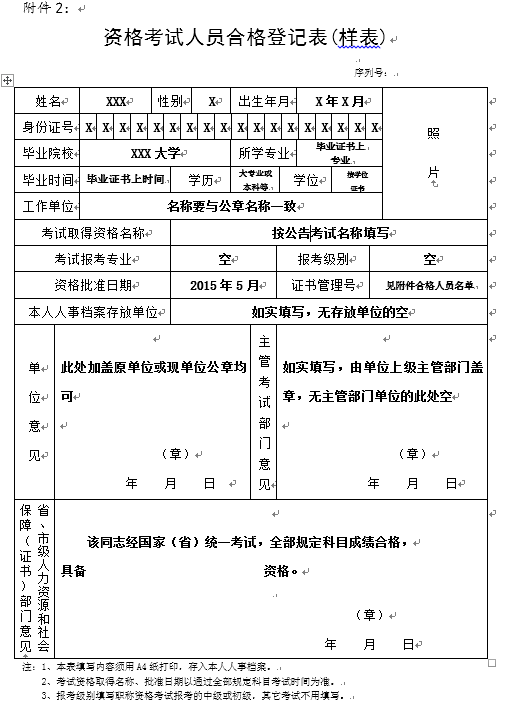 附件2：
资格考试人员合格登记表(样表)
序列号：
姓名 XXX 性别 X 出生年月 X年X月 照片
身份证号 X X X X X X X X X X X X X X X X X X
毕业院校 XXX大学 所学专业 毕业证书上专业
毕业时间 毕业证书上时间 学历 大专业或本科等 学位 按学位证书
工作单位 名称要与公章名称一致
考试取得资格名称 按公告考试名称填写
考试报考专业 空 报考级别 空
资格批准日期 2015年5月 证书管理号 见附件合格人员名单
本人人事档案存放单位 如实填写，无存放单位的空
单位意见
此处加盖原单位或现单位公章均可
（章）
年 月 日
主管考试部门意见
如实填写，由单位上级主管部门盖章，无主管部门单位的此处空
（章）
年 月 日
省、市级人力资源和社会保障（证书）部门意见
该同志经国家（省）统一考试，全部规定科目成绩合格，
具备 资格。
（章）
年 月 日
注：1、本表填写内容须用A4纸打印，存入本人人事档案。
2、考试资格取得名称、批准日期以通过全部规定科目考试时间为准。
3、报考级别填写职称资格考试报考的中级或初级，其它考试不用填写。